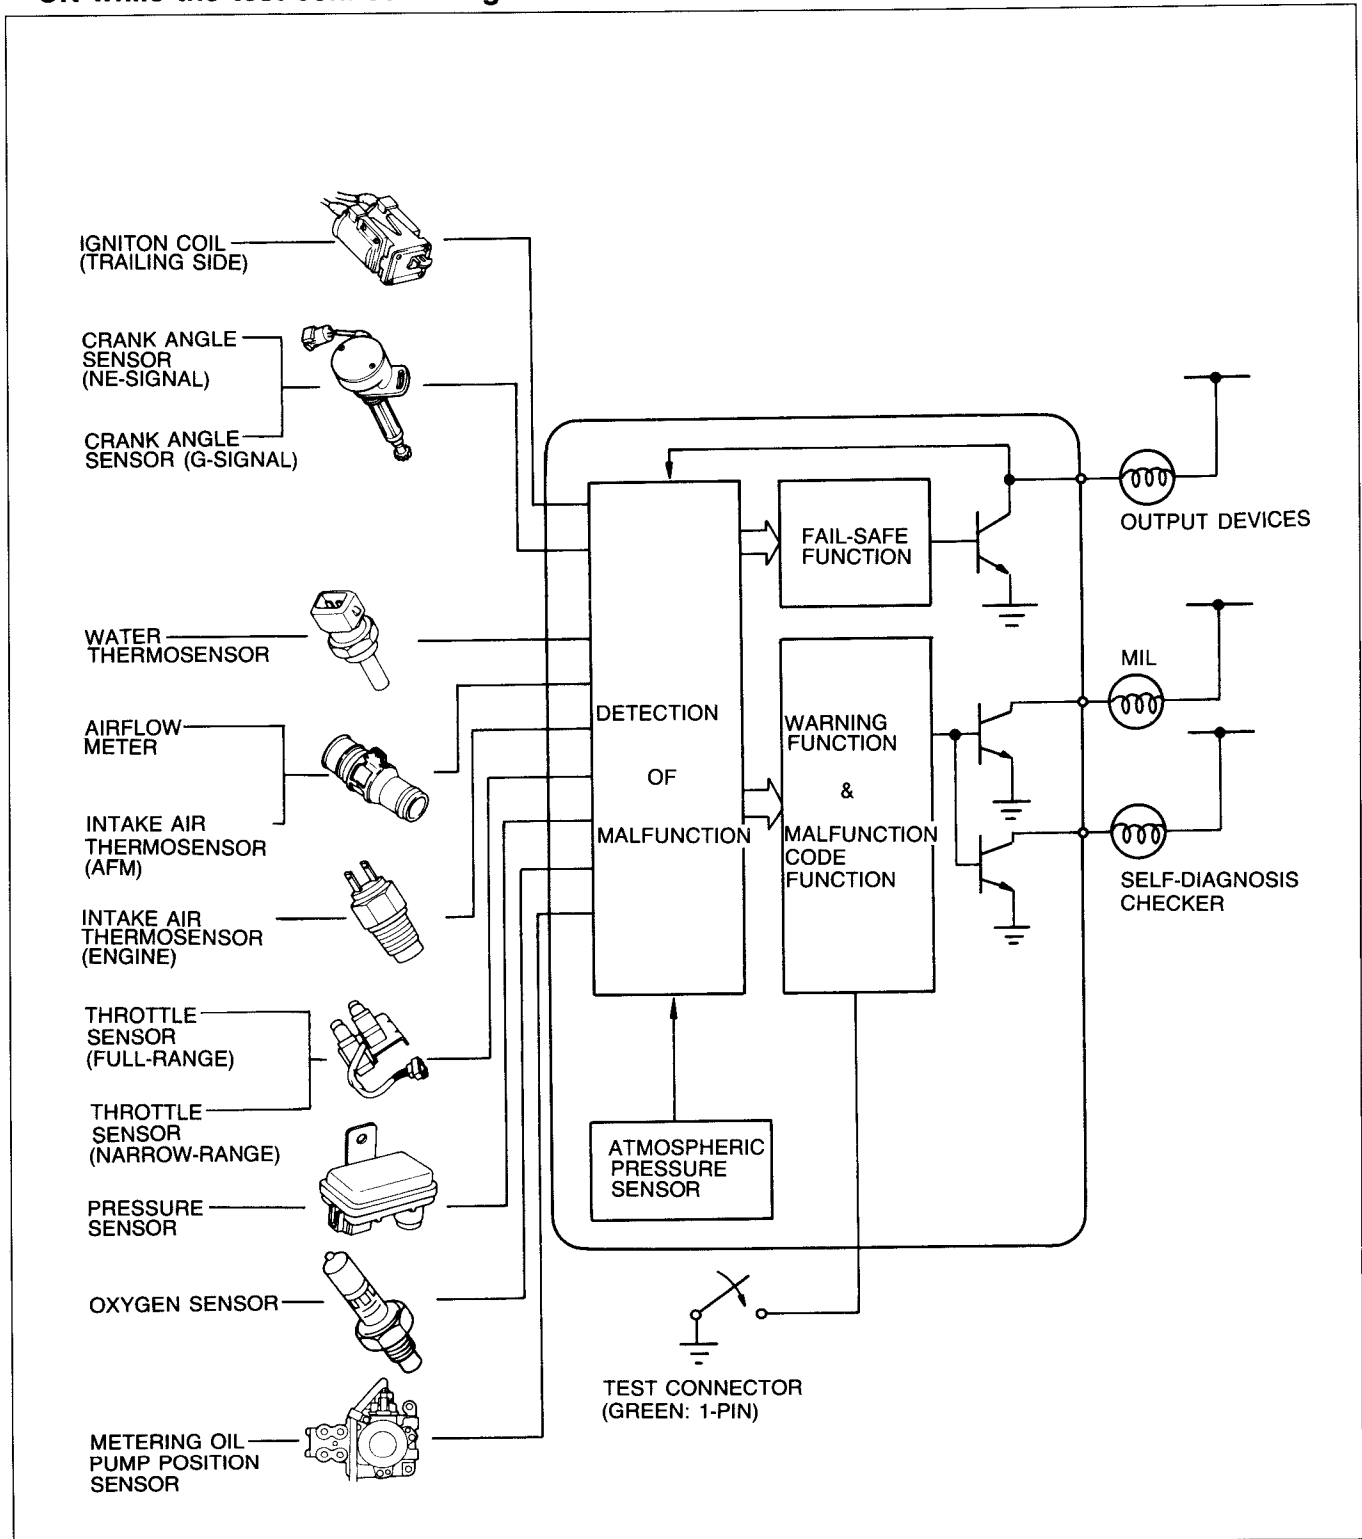 IGNITON COIL
(TRAILING SIDE)
CRANK ANGLE
SENSOR
(NE-SIGNAL)
CRANK ANGLE
SENSOR (G-SIGNAL)
WATER
THERMOSENSOR
AIRFLOW
METER
INTAKE AIR
THERMOSENSOR
(AFM)
INTAKE AIR
THERMOSENSOR
(ENGINE)
THROTTLE
SENSOR
(FULL-RANGE)
THROTTLE
SENSOR
(NARROW-RANGE)
PRESSURE
SENSOR
OXYGEN SENSOR
METERING OIL
PUMP POSITION
SENSOR
DETECTION
OF
MALFUNCTION
FAIL-SAFE
FUNCTION
WARNING
FUNCTION
&
MALFUNCTION
CODE
FUNCTION
ATMOSPHERIC
PRESSURE
SENSOR
TEST CONNECTOR
(GREEN: 1-PIN)
OUTPUT DEVICES
MIL
SELF-DIAGNOSIS
CHECKER